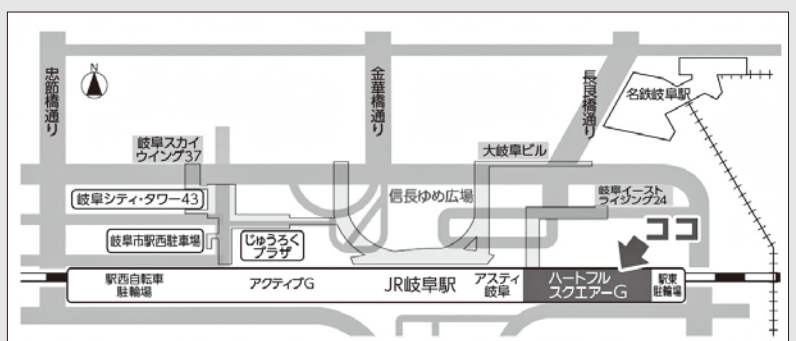 N
忠節橋通り
金華橋通り
長良橋通り
名鉄岐阜駅
岐阜スカイ
ウイング37
大岐阜ビル
岐阜シティ・タワー43
信長ゆめ広場
岐阜イースト
ライジング24
岐阜市駅西駐車場
じゅうろく
プラザ
ココ
駅西自転車
駐輪場
アクティブG
JR岐阜駅
アスティ
岐阜
ハートフル
スクエアーG
駅東
駐輪場